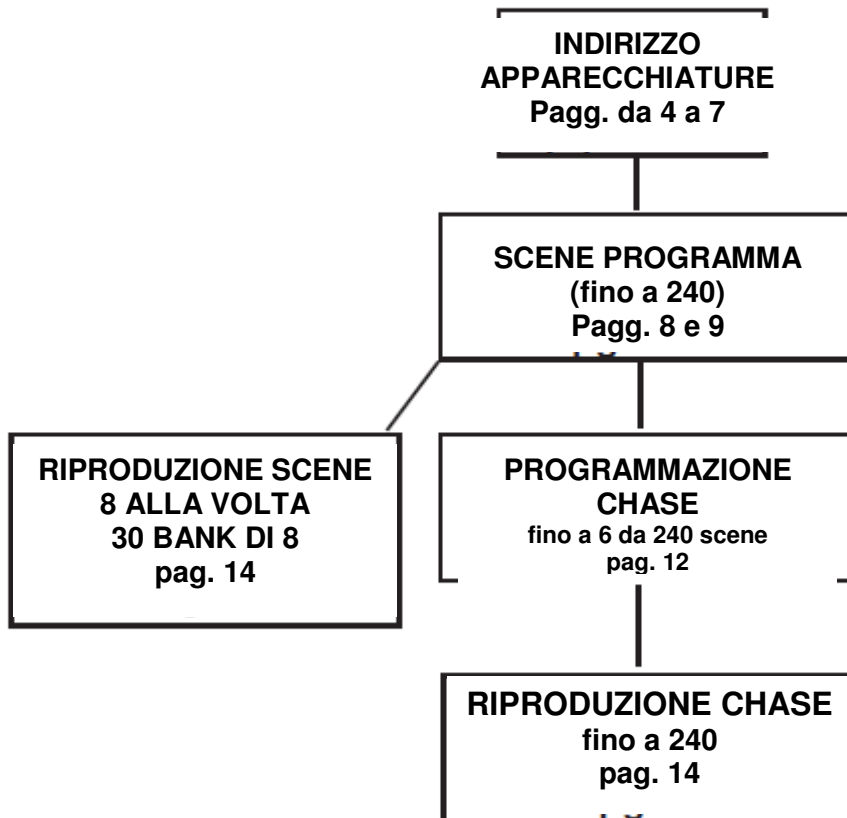 INDIRIZZO
APPARECCHIATURE
Pagg. da 4 a 7
SCENE PROGRAMMA
(fino a 240)
Pagg. 8 e 9
RIPRODUZIONE SCENE
8 ALLA VOLTA
30 BANK DI 8
pag. 14
PROGRAMMAZIONE
CHASE
fino a 6 da 240 scene
pag. 12
RIPRODUZIONE CHASE
fino a 240
pag. 14